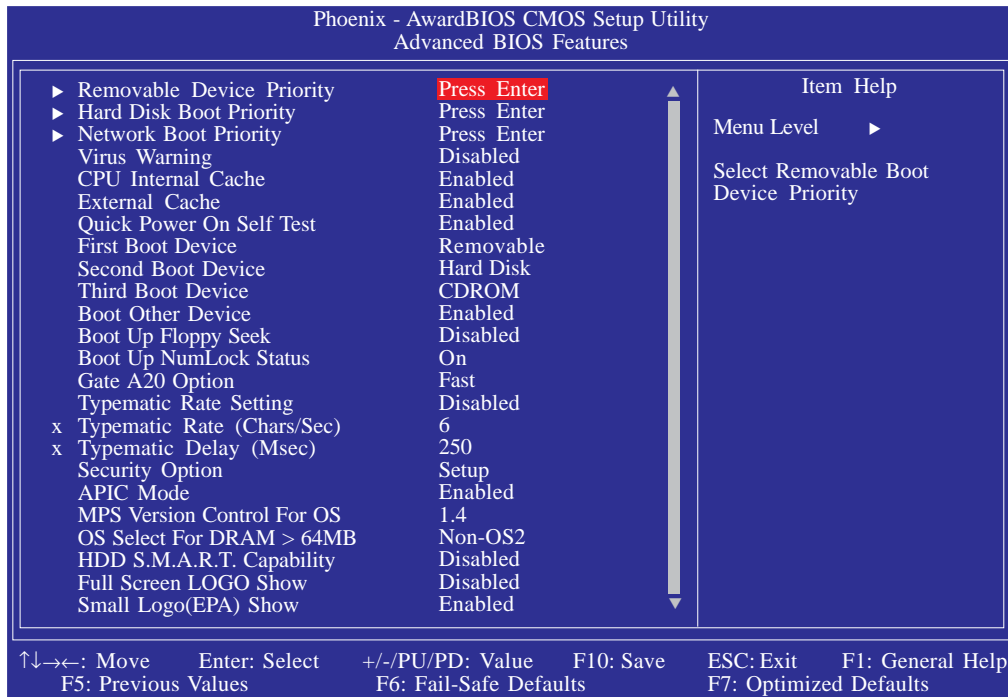 Phoenix - AwardBIOS CMOS Setup Utility
Advanced BIOS Features
▶ Removable Device Priority Press Enter
▶ Hard Disk Boot Priority Press Enter
▶ Network Boot Priority Press Enter
Virus Warning Disabled
CPU Internal Cache Enabled
External Cache Enabled
Quick Power On Self Test Enabled
First Boot Device Removable
Second Boot Device Hard Disk
Third Boot Device CDROM
Boot Other Device Enabled
Boot Up Floppy Seek Disabled
Boot Up NumLock Status On
Gate A20 Option Fast
Typematic Rate Setting Disabled
x Typematic Rate (Chars/Sec) 6
x Typematic Delay (Msec) 250
Security Option Setup
APIC Mode Enabled
MPS Version Control For OS 1.4
OS Select For DRAM > 64MB Non-OS2
HDD S.M.A.R.T. Capability Disabled
Full Screen LOGO Show Disabled
Small Logo(EPA) Show Enabled
Item Help
Menu Level ▶
Select Removable Boot
Device Priority
↑↓→←: Move Enter: Select +/-/PU/PD: Value F10: Save ESC: Exit F1: General Help
F5: Previous Values F6: Fail-Safe Defaults F7: Optimized Defaults